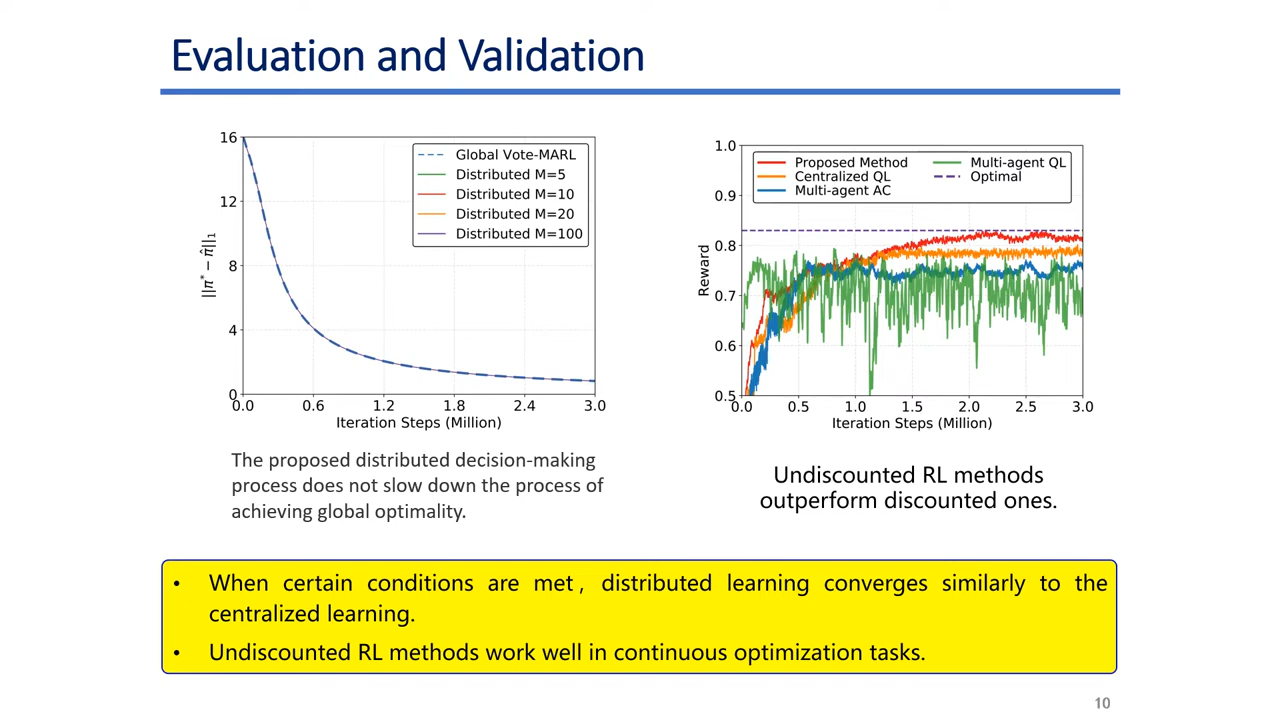 Evaluation and Validation
16
12
8
4
0
||π* − π̂||₁
0.0 0.6 1.2 1.8 2.4 3.0
Iteration Steps (Million)
Global Vote-MARL
Distributed M=5
Distributed M=10
Distributed M=20
Distributed M=100
The proposed distributed decision-making
process does not slow down the process of
achieving global optimality.
1.0
0.9
0.8
0.7
0.6
0.5
Reward
0.0 0.5 1.0 1.5 2.0 2.5 3.0
Iteration Steps (Million)
Proposed Method
Centralized QL
Multi-agent AC
Multi-agent QL
Optimal
Undiscounted RL methods
outperform discounted ones.
• When certain conditions are met, distributed learning converges similarly to the
centralized learning.
• Undiscounted RL methods work well in continuous optimization tasks.
10